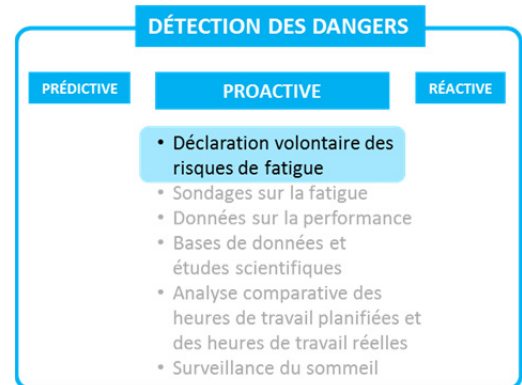 DÉTECTION DES DANGERS
PRÉDICTIVE
PROACTIVE
RÉACTIVE
• Déclaration volontaire des
risques de fatigue
• Sondages sur la fatigue
• Données sur la performance
• Bases de données et
études scientifiques
• Analyse comparative des
heures de travail planifiées et
des heures de travail réelles
• Surveillance du sommeil